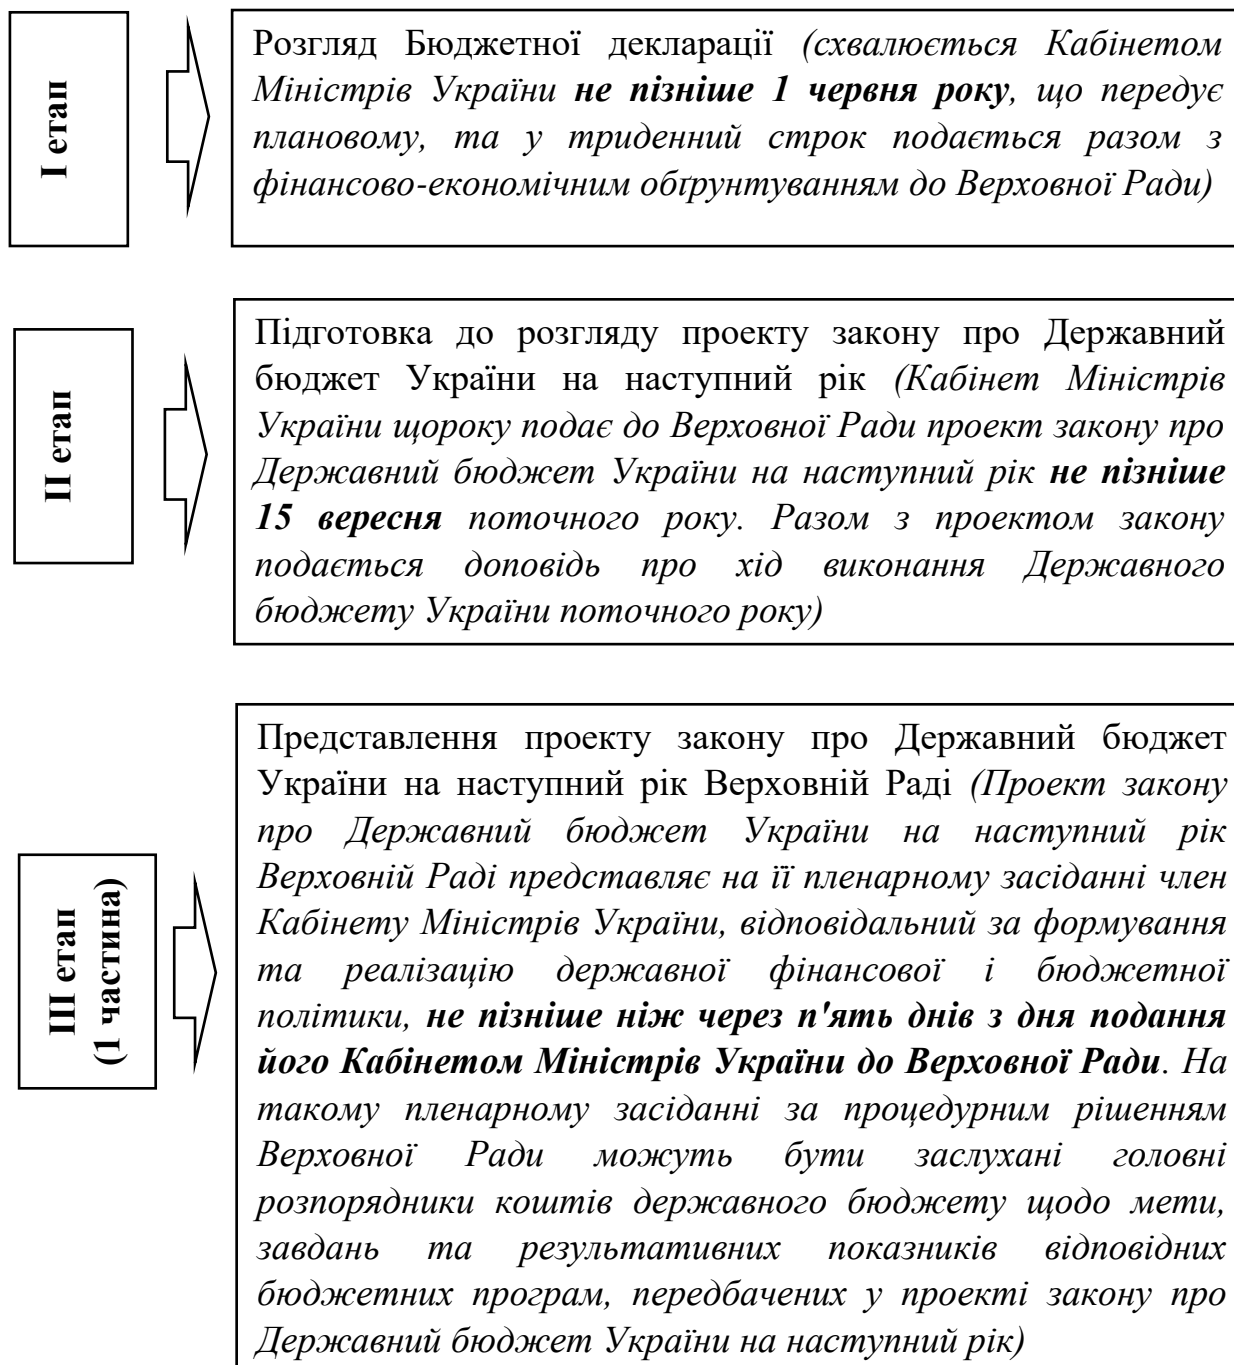 І етап
Розгляд Бюджетної декларації (схвалюється Кабінетом
Міністрів України не пізніше 1 червня року, що передує
плановому, та у триденний строк подається разом з
фінансово-економічним обґрунтуванням до Верховної Ради)
ІІ етап
Підготовка до розгляду проекту закону про Державний
бюджет України на наступний рік (Кабінет Міністрів
України щороку подає до Верховної Ради проект закону про
Державний бюджет України на наступний рік не пізніше
15 вересня поточного року. Разом з проектом закону
подається доповідь про хід виконання Державного
бюджету України поточного року)
ІІІ етап
(1 частина)
Представлення проекту закону про Державний бюджет
України на наступний рік Верховній Раді (Проект закону
про Державний бюджет України на наступний рік
Верховній Раді представляє на її пленарному засіданні член
Кабінету Міністрів України, відповідальний за формування
та реалізацію державної фінансової і бюджетної
політики, не пізніше ніж через п'ять днів з дня подання
його Кабінетом Міністрів України до Верховної Ради. На
такому пленарному засіданні за процедурним рішенням
Верховної Ради можуть бути заслухані головні
розпорядники коштів державного бюджету щодо мети,
завдань та результативних показників відповідних
бюджетних програм, передбачених у проекті закону про
Державний бюджет України на наступний рік)